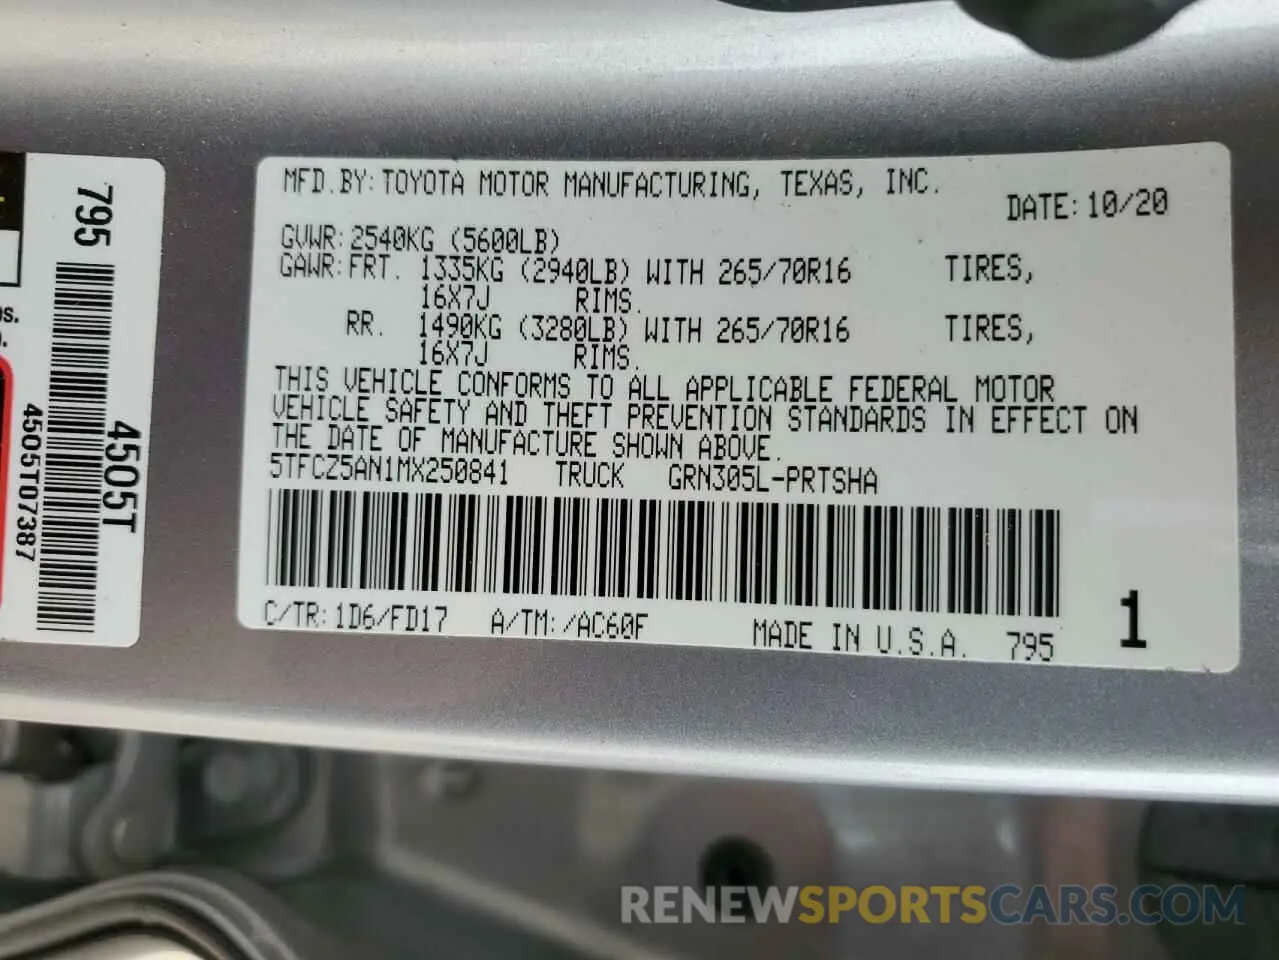 MFD.BY:TOYOTA MOTOR MANUFACTURING, TEXAS, INC.
DATE:10/20
GVWR:2540KG (5600LB)
GAWR:FRT. 1335KG (2940LB) WITH 265/70R16 TIRES,
16X7J RIMS.
RR. 1490KG (3280LB) WITH 265/70R16 TIRES,
16X7J RIMS.
THIS VEHICLE CONFORMS TO ALL APPLICABLE FEDERAL MOTOR
VEHICLE SAFETY AND THEFT PREVENTION STANDARDS IN EFFECT ON
THE DATE OF MANUFACTURE SHOWN ABOVE.
5TFCZ5AN1MX250841 TRUCK GRN305L-PRTSHA
C/TR:1D6/FD17 A/TM:/AC60F
MADE IN U.S.A. 795
1
795
4505T
4505T07387
RENEWSPORTSCARS.COM